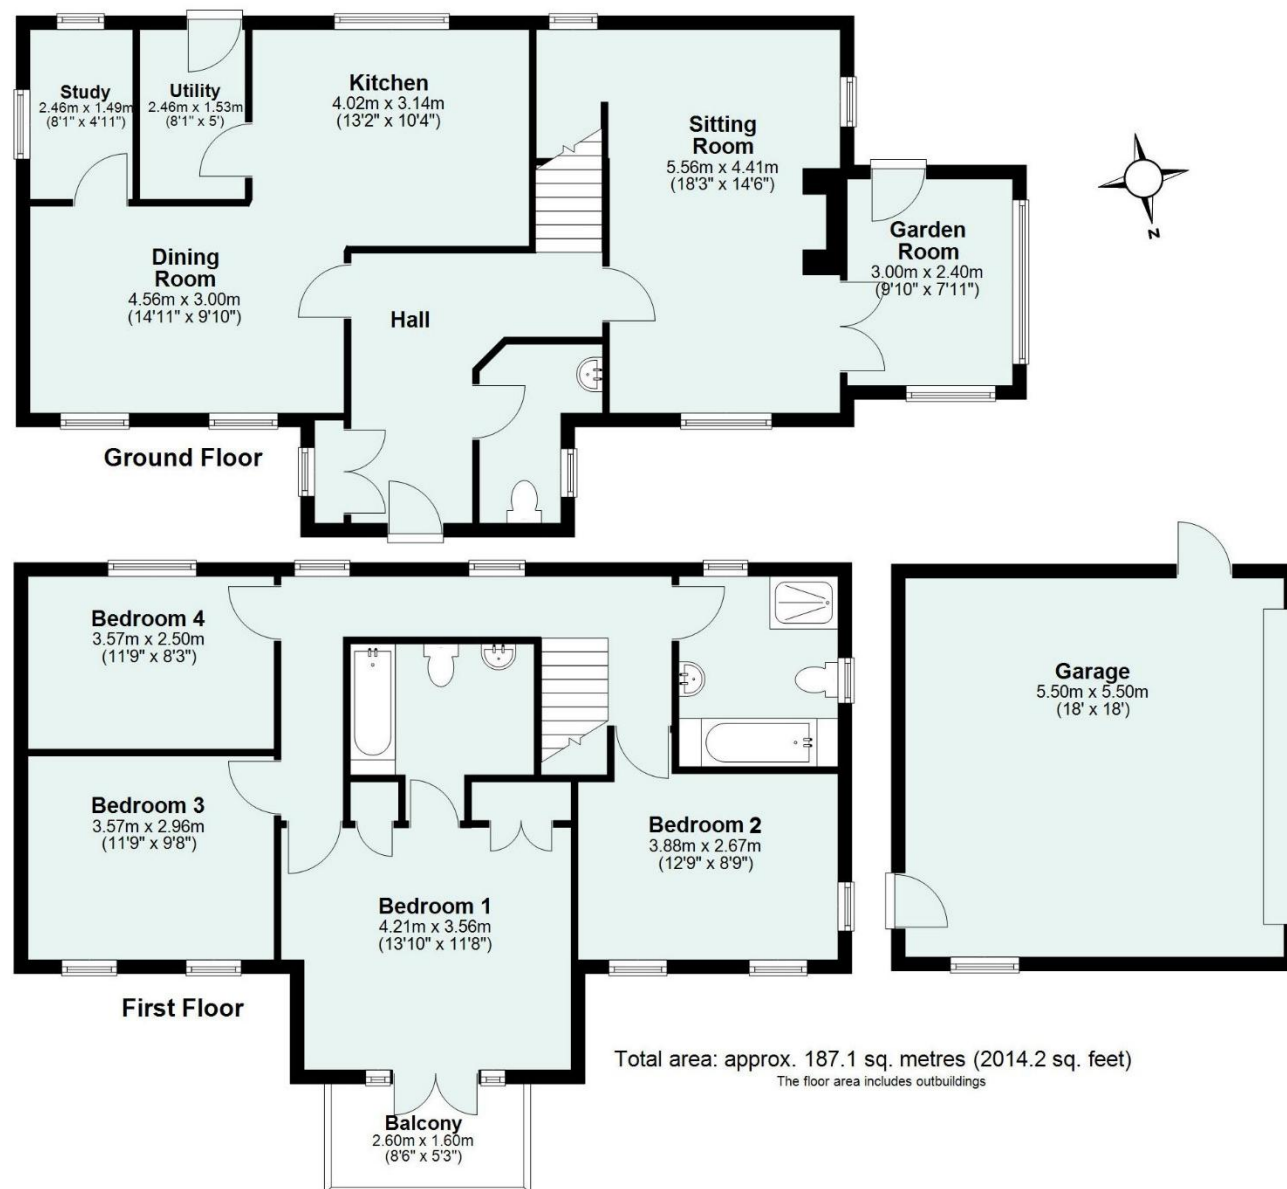 Study
2.46m x 1.49m
(8'1" x 4'11")
Utility
2.46m x 1.53m
(8'1" x 5')
Kitchen
4.02m x 3.14m
(13'2" x 10'4")
Sitting
Room
5.56m x 4.41m
(18'3" x 14'6")
Garden
Room
3.00m x 2.40m
(9'10" x 7'11")
N
Dining
Room
4.56m x 3.00m
(14'11" x 9'10")
Hall
Ground Floor
Bedroom 4
3.57m x 2.50m
(11'9" x 8'3")
Bedroom 3
3.57m x 2.96m
(11'9" x 9'8")
Bedroom 1
4.21m x 3.56m
(13'10" x 11'8")
Bedroom 2
3.88m x 2.67m
(12'9" x 8'9")
Garage
5.50m x 5.50m
(18' x 18')
First Floor
Balcony
2.60m x 1.60m
(8'6" x 5'3")
Total area: approx. 187.1 sq. metres (2014.2 sq. feet)
The floor area includes outbuildings